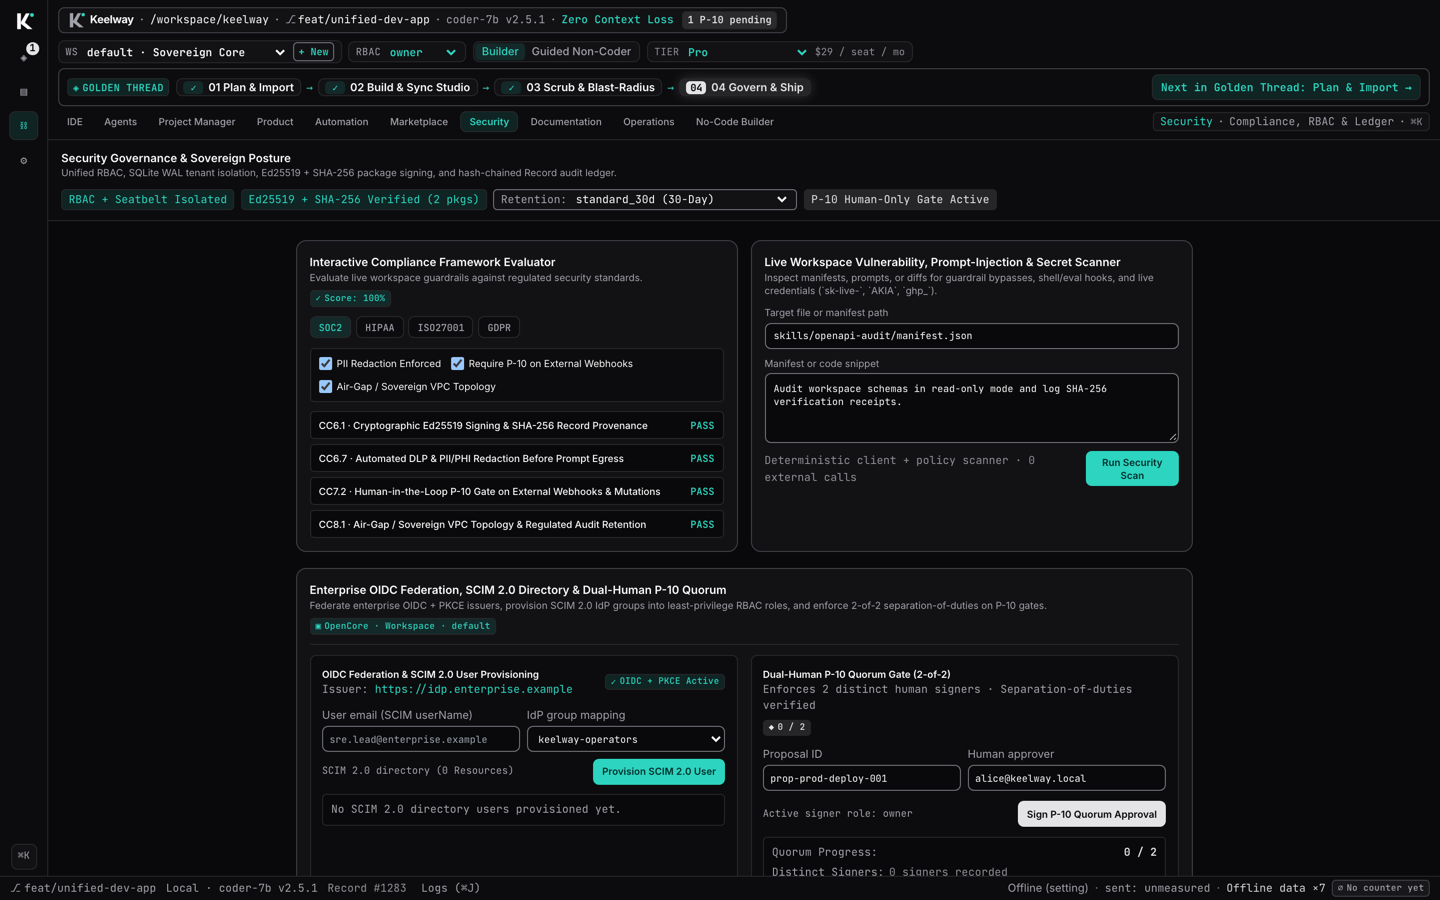 Keelway · /workspace/keelway · feat/unified-dev-app · coder-7b v2.5.1 · Zero Context Loss 1 P-10 pending
1
WS default · Sovereign Core + New RBAC owner Builder Guided Non-Coder TIER Pro $29 / seat / mo
◈ GOLDEN THREAD ✓ 01 Plan & Import → ✓ 02 Build & Sync Studio → ✓ 03 Scrub & Blast-Radius → 04 04 Govern & Ship Next in Golden Thread: Plan & Import →
IDE Agents Project Manager Product Automation Marketplace Security Documentation Operations No-Code Builder Security · Compliance, RBAC & Ledger · ⌘K
Security Governance & Sovereign Posture
Unified RBAC, SQLite WAL tenant isolation, Ed25519 + SHA-256 package signing, and hash-chained Record audit ledger.
RBAC + Seatbelt Isolated Ed25519 + SHA-256 Verified (2 pkgs) Retention: standard_30d (30-Day) P-10 Human-Only Gate Active
Interactive Compliance Framework Evaluator
Evaluate live workspace guardrails against regulated security standards.
✓ Score: 100%
SOC2 HIPAA ISO27001 GDPR
PII Redaction Enforced Require P-10 on External Webhooks
Air-Gap / Sovereign VPC Topology
CC6.1 · Cryptographic Ed25519 Signing & SHA-256 Record Provenance PASS
CC6.7 · Automated DLP & PII/PHI Redaction Before Prompt Egress PASS
CC7.2 · Human-in-the-Loop P-10 Gate on External Webhooks & Mutations PASS
CC8.1 · Air-Gap / Sovereign VPC Topology & Regulated Audit Retention PASS
Live Workspace Vulnerability, Prompt-Injection & Secret Scanner
Inspect manifests, prompts, or diffs for guardrail bypasses, shell/eval hooks, and live
credentials (`sk-live-`, `AKIA`, `ghp_`).
Target file or manifest path
skills/openapi-audit/manifest.json
Manifest or code snippet
Audit workspace schemas in read-only mode and log SHA-256
verification receipts.
Deterministic client + policy scanner · 0
external calls
Run Security
Scan
Enterprise OIDC Federation, SCIM 2.0 Directory & Dual-Human P-10 Quorum
Federate enterprise OIDC + PKCE issuers, provision SCIM 2.0 IdP groups into least-privilege RBAC roles, and enforce 2-of-2 separation-of-duties on P-10 gates.
▣ OpenCore · Workspace · default
OIDC Federation & SCIM 2.0 User Provisioning
Issuer: https://idp.enterprise.example
✓ OIDC + PKCE Active
User email (SCIM userName) IdP group mapping
sre.lead@enterprise.example keelway-operators
SCIM 2.0 directory (0 Resources) Provision SCIM 2.0 User
No SCIM 2.0 directory users provisioned yet.
Dual-Human P-10 Quorum Gate (2-of-2)
Enforces 2 distinct human signers · Separation-of-duties
verified
◆ 0 / 2
Proposal ID Human approver
prop-prod-deploy-001 alice@keelway.local
Active signer role: owner Sign P-10 Quorum Approval
Quorum Progress: 0 / 2
Distinct Signers: 0 signers recorded
⌘K
feat/unified-dev-app Local · coder-7b v2.5.1 Record #1283 Logs (⌘J) Offline (setting) · sent: unmeasured · Offline data ×7 ∅ No counter yet